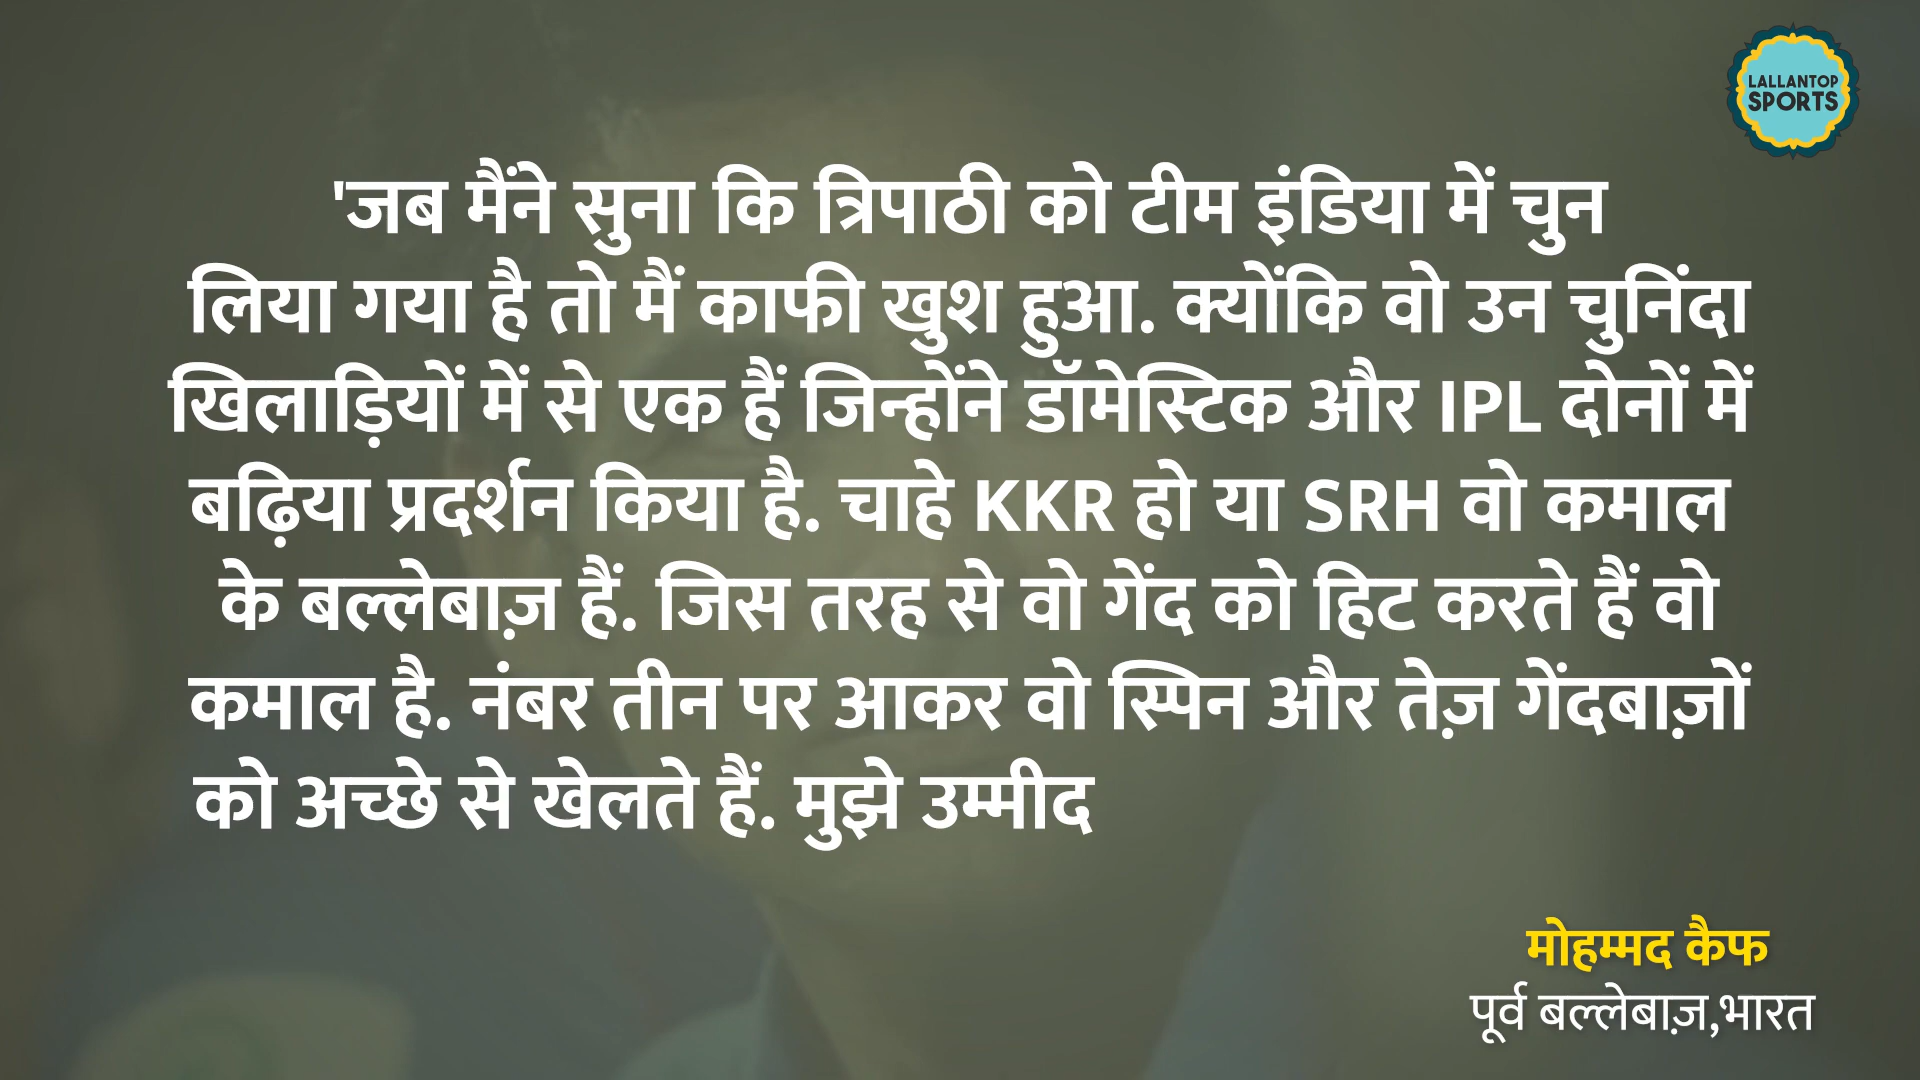 LALLANTOP
SPORTS
'जब मैंने सुना कि त्रिपाठी को टीम इंडिया में चुन
लिया गया है तो मैं काफी खुश हुआ. क्योंकि वो उन चुनिंदा
खिलाड़ियों में से एक हैं जिन्होंने डॉमेस्टिक और IPL दोनों में
बढ़िया प्रदर्शन किया है. चाहे KKR हो या SRH वो कमाल
के बल्लेबाज़ हैं. जिस तरह से वो गेंद को हिट करते हैं वो
कमाल है. नंबर तीन पर आकर वो स्पिन और तेज़ गेंदबाज़ों
को अच्छे से खेलते हैं. मुझे उम्मीद
मोहम्मद कैफ
पूर्व बल्लेबाज़,भारत